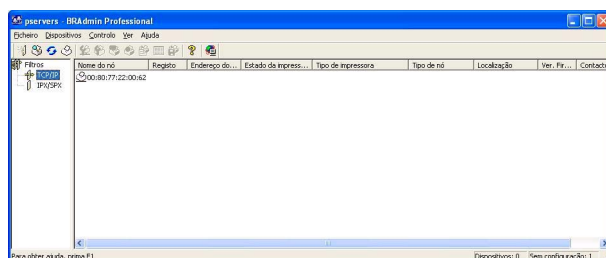 pservers - BRAdmin Professional
Ficheiro Dispositivos Controlo Ver Ajuda
Filtros
TCP/IP
IPX/SPX
Nome do nó Registo Endereço do... Estado da impress... Tipo de impressora Tipo de nó Localização Ver. Fir... Contacto
00:80:77:22:00:62
Para obter ajuda, prima F1 Dispositivos: 0 Sem configuração: 1